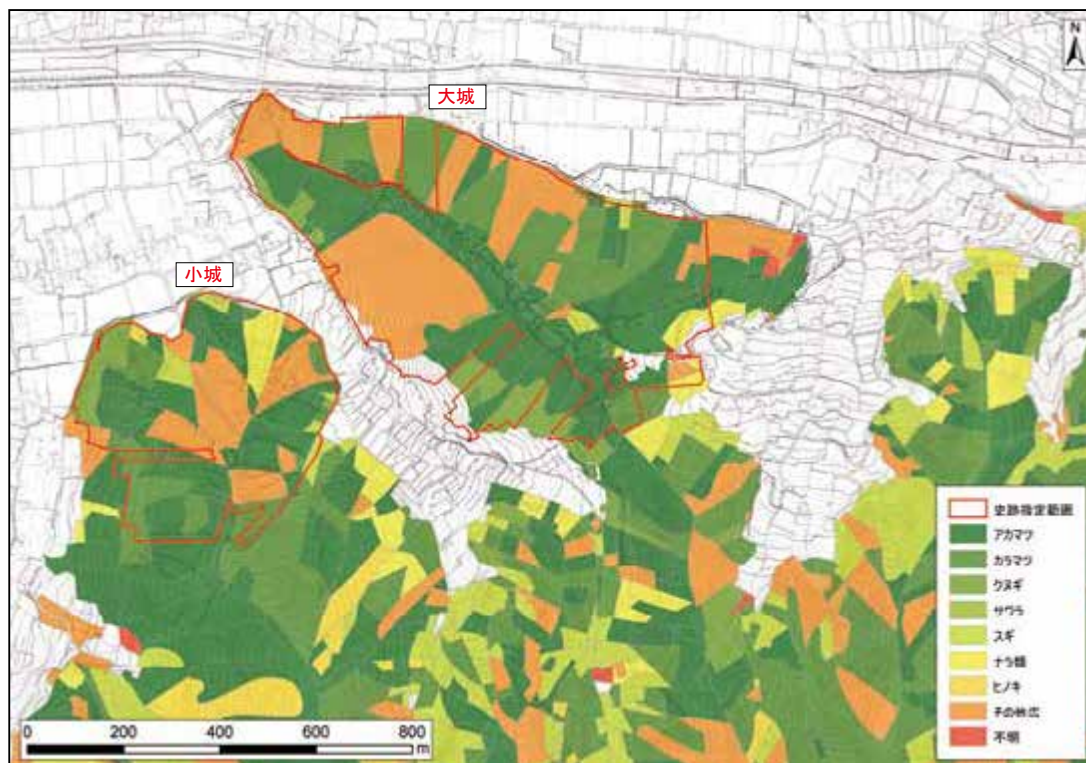 N
大城
小城
史跡指定範囲
アカマツ
カラマツ
クヌギ
サワラ
スギ
ナラ類
ヒノキ
その他広
不明
0 200 400 600 800
m